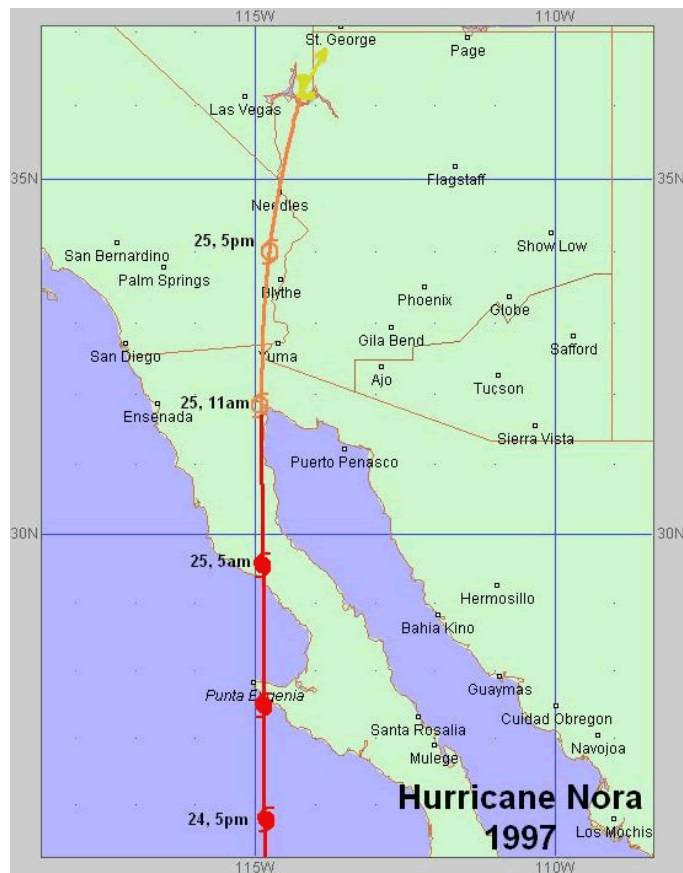 115W 110W
St. George
Page
Las Vegas
35N 35N
Flagstaff
Needles
25, 5pm
Show Low
San Bernardino
Palm Springs
Blythe
Phoenix
Globe
Gila Bend
Safford
San Diego
Yuma
Ajo
Tucson
25, 11am
Ensenada
Sierra Vista
Puerto Penasco
30N 30N
25, 5am
Hermosillo
Bahia Kino
Guaymas
Punta Eugenia
Cuidad Obregon
Santa Rosalia
Navojoa
Mulege
Hurricane Nora
1997
24, 5pm
Los Mochis
115W 110W